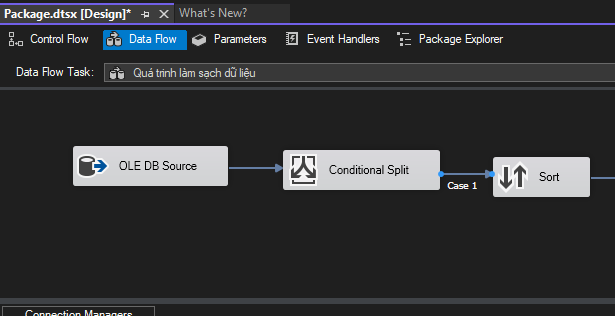 Package.dtsx [Design]* What's New?
Control Flow Data Flow Parameters Event Handlers Package Explorer
Data Flow Task: Quá trình làm sạch dữ liệu
OLE DB Source Conditional Split Sort
Case 1
Connection Managers